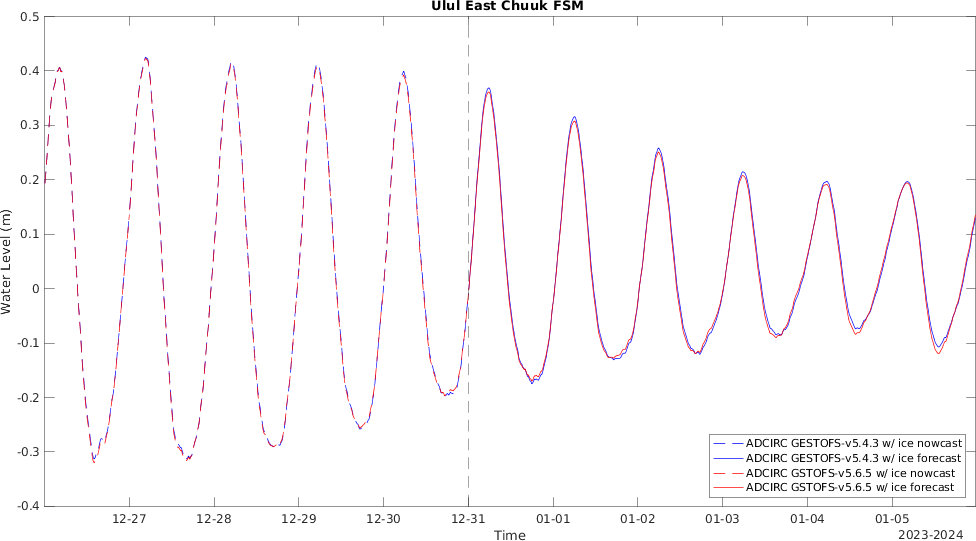 Ulul East Chuuk FSM
Water Level (m)
0.5
0.4
0.3
0.2
0.1
0
-0.1
-0.2
-0.3
-0.4
ADCIRC GESTOFS-v5.4.3 w/ ice nowcast
ADCIRC GESTOFS-v5.4.3 w/ ice forecast
ADCIRC GSTOFS-v5.6.5 w/ ice nowcast
ADCIRC GSTOFS-v5.6.5 w/ ice forecast
12-27 12-28 12-29 12-30 12-31 01-01 01-02 01-03 01-04 01-05
Time
2023-2024